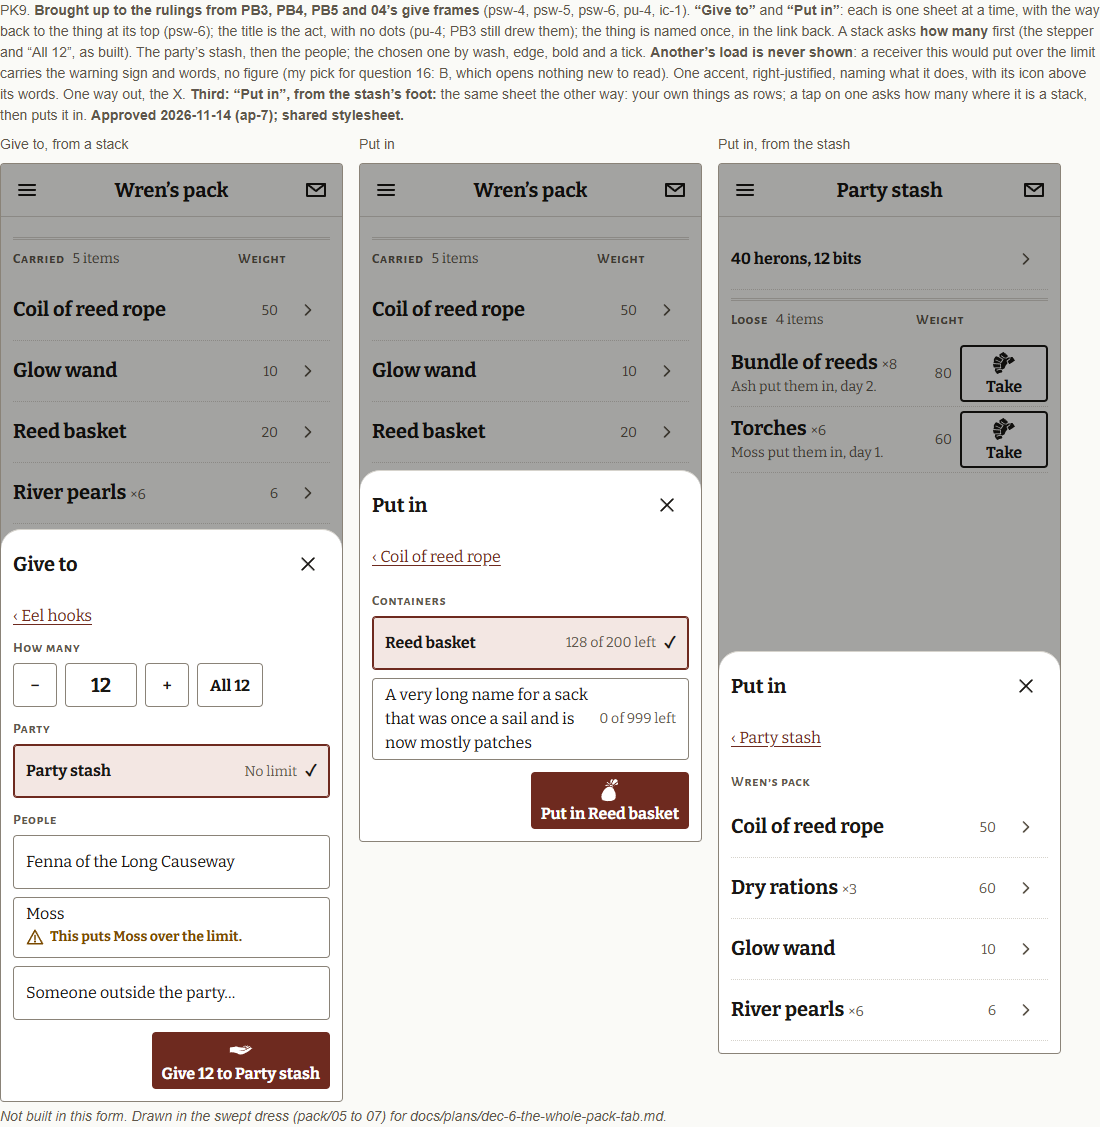 PK9. Brought up to the rulings from PB3, PB4, PB5 and 04’s give frames (psw-4, psw-5, psw-6, pu-4, ic-1). “Give to” and “Put in”: each is one sheet at a time, with the way
back to the thing at its top (psw-6); the title is the act, with no dots (pu-4; PB3 still drew them); the thing is named once, in the link back. A stack asks how many first (the stepper
and “All 12”, as built). The party’s stash, then the people; the chosen one by wash, edge, bold and a tick. Another’s load is never shown: a receiver this would put over the limit
carries the warning sign and words, no figure (my pick for question 16: B, which opens nothing new to read). One accent, right-justified, naming what it does, with its icon above
its words. One way out, the X. Third: “Put in”, from the stash’s foot: the same sheet the other way: your own things as rows; a tap on one asks how many where it is a stack,
then puts it in. Approved 2026-11-14 (ap-7); shared stylesheet.
Give to, from a stack
Wren’s pack
CARRIED 5 items WEIGHT
Coil of reed rope 50
Glow wand 10
Reed basket 20
River pearls ×6 6
Give to
‹ Eel hooks
HOW MANY
− 12 + All 12
PARTY
Party stash No limit ✓
PEOPLE
Fenna of the Long Causeway
Moss
This puts Moss over the limit.
Someone outside the party...
Give 12 to Party stash
Put in
Wren’s pack
CARRIED 5 items WEIGHT
Coil of reed rope 50
Glow wand 10
Reed basket 20
Put in
‹ Coil of reed rope
CONTAINERS
Reed basket 128 of 200 left ✓
A very long name for a sack
that was once a sail and is 0 of 999 left
now mostly patches
Put in Reed basket
Put in, from the stash
Party stash
40 herons, 12 bits
LOOSE 4 items WEIGHT
Bundle of reeds ×8 80
Ash put them in, day 2.
Take
Torches ×6 60
Moss put them in, day 1.
Take
Put in
‹ Party stash
WREN’S PACK
Coil of reed rope 50
Dry rations ×3 60
Glow wand 10
River pearls ×6 6
Not built in this form. Drawn in the swept dress (pack/05 to 07) for docs/plans/dec-6-the-whole-pack-tab.md.